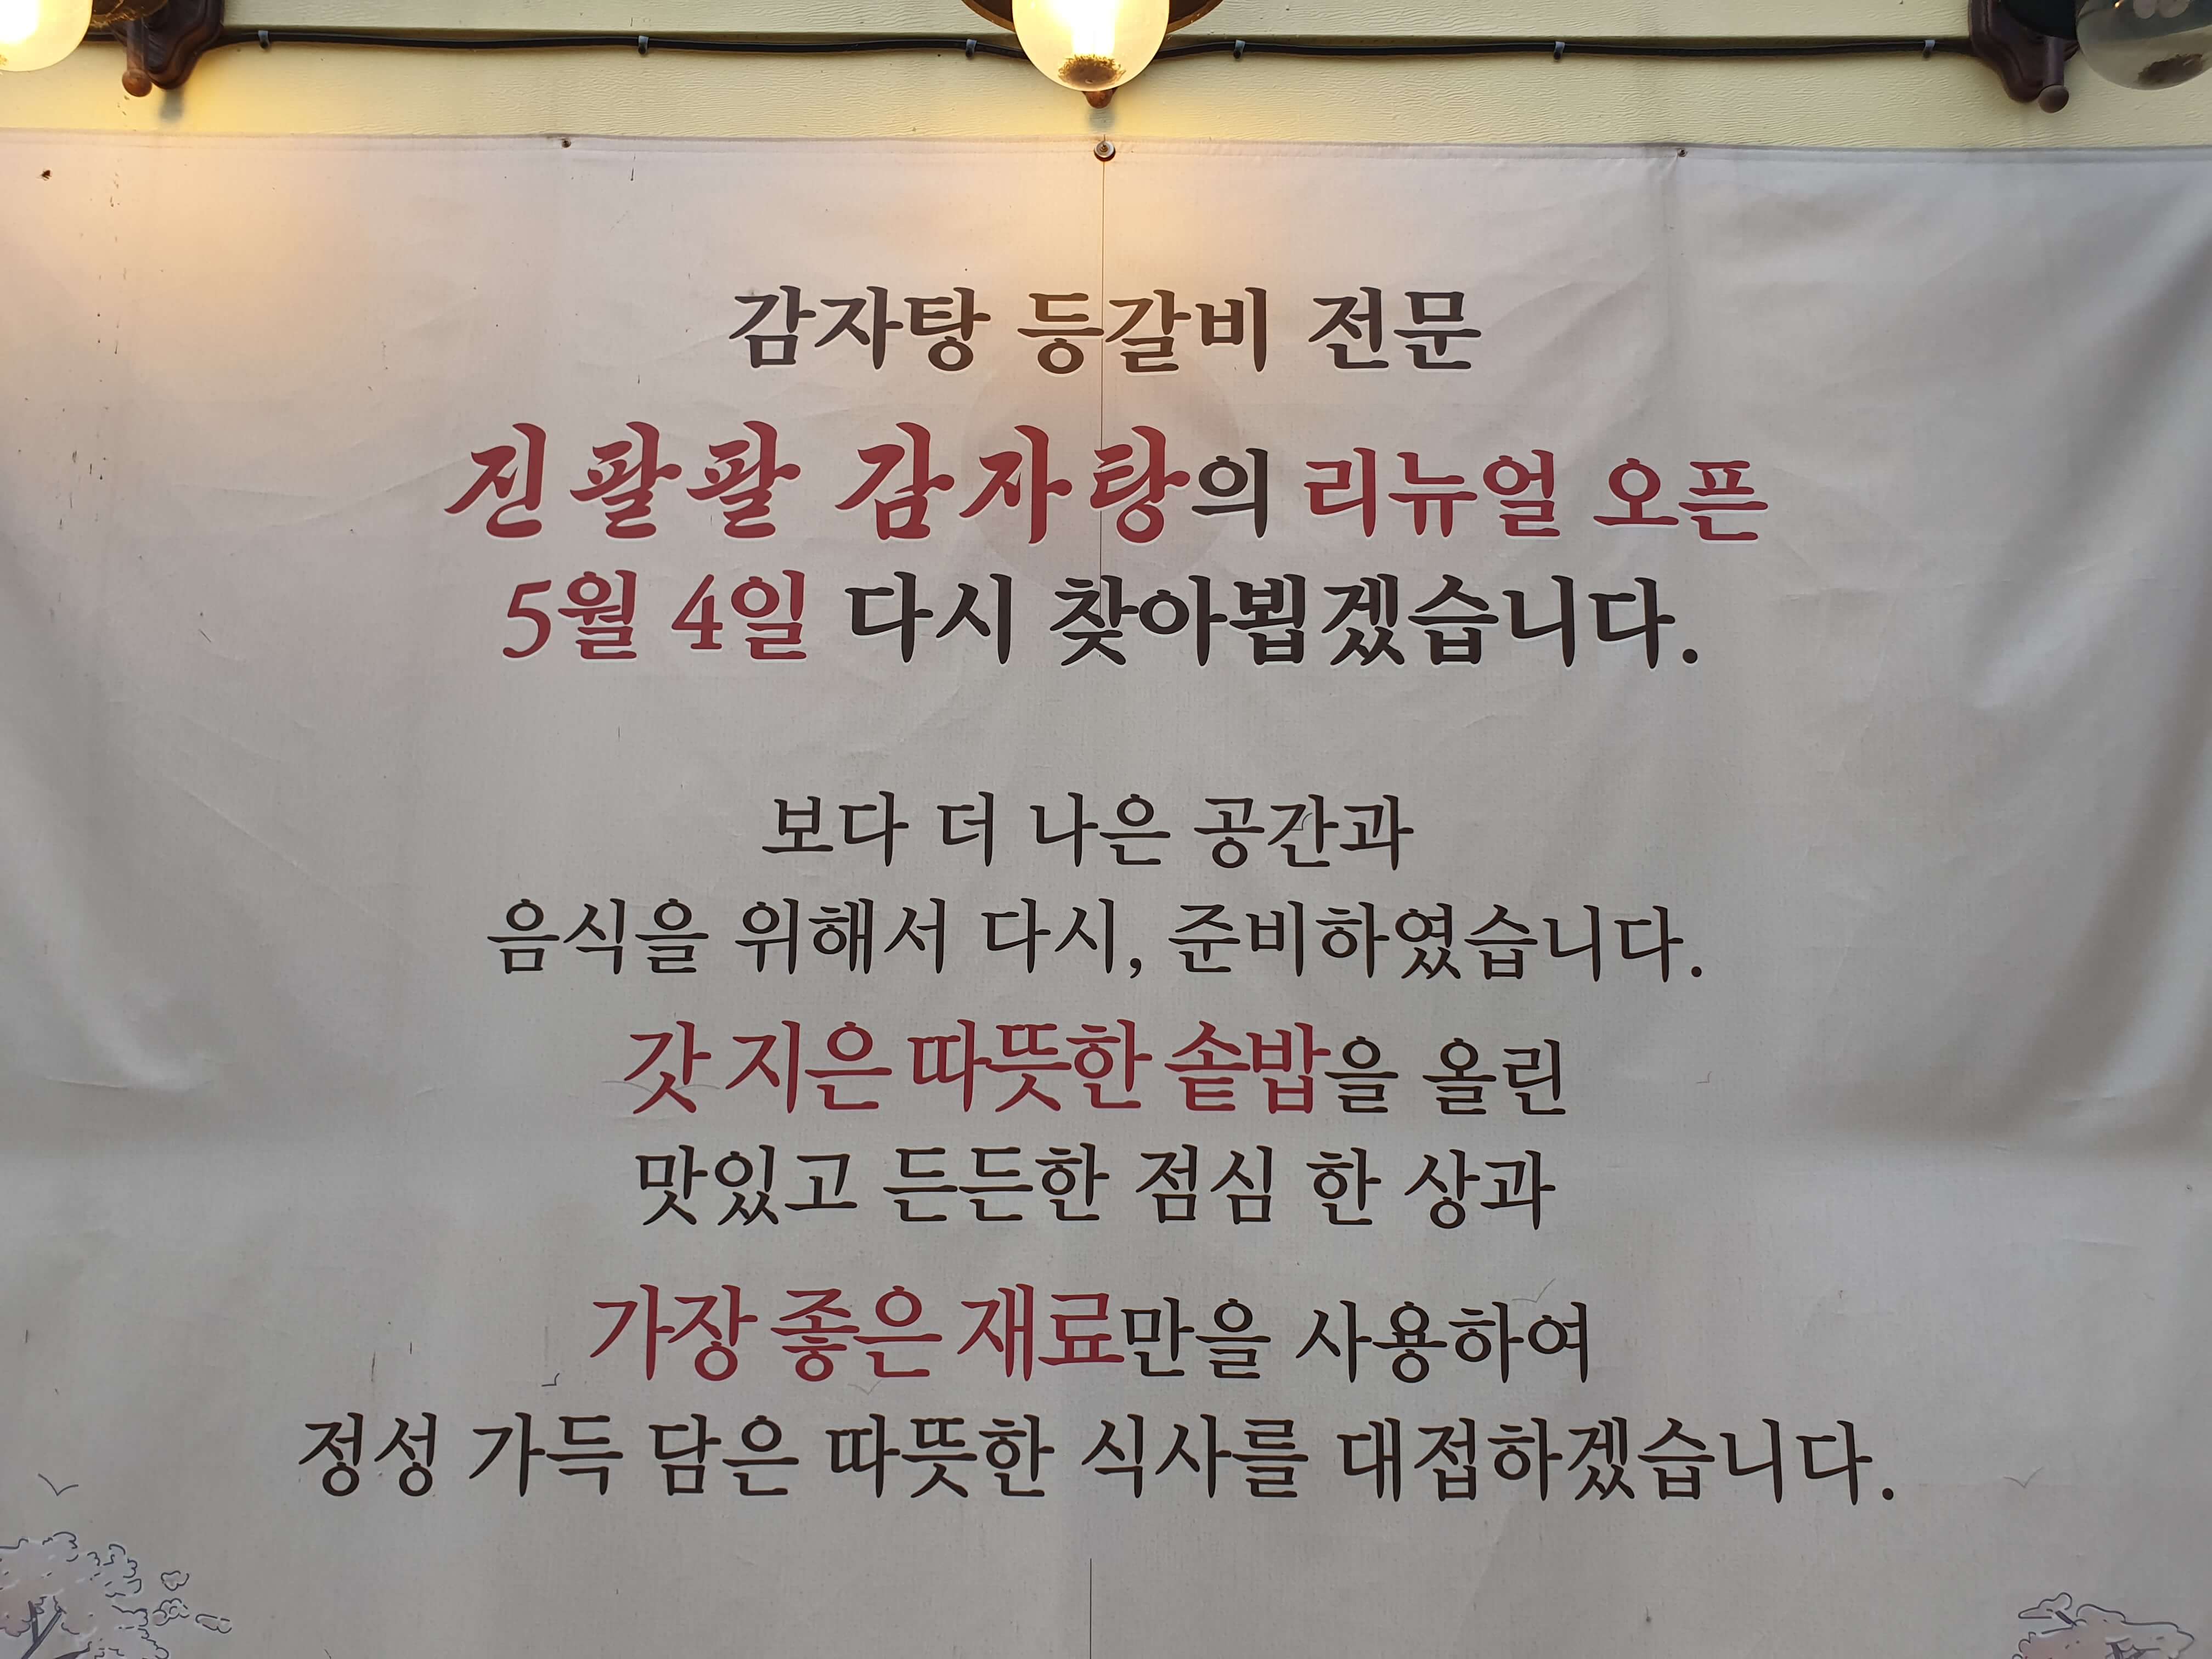 감자탕 등갈비 전문
진팔팔 감자탕의 리뉴얼 오픈
5월 4일 다시 찾아뵙겠습니다.
보다 더 나은 공간과
음식을 위해서 다시, 준비하였습니다.
갓 지은 따뜻한 솥밥을 올린
맛있고 든든한 점심 한 상과
가장 좋은 재료만을 사용하여
정성 가득 담은 따뜻한 식사를 대접하겠습니다.